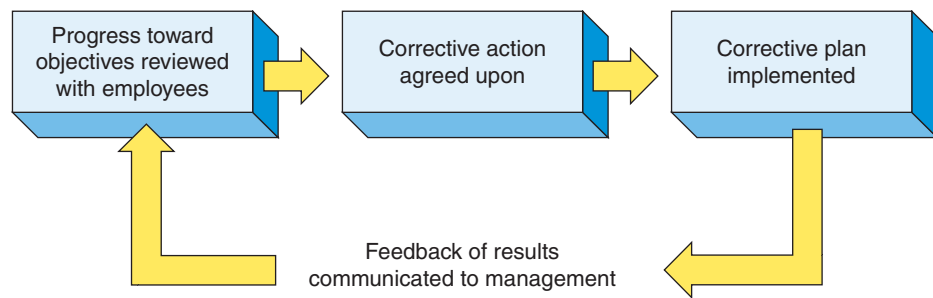 Progress toward
objectives reviewed
with employees
Corrective action
agreed upon
Corrective plan
implemented
Feedback of results
communicated to management